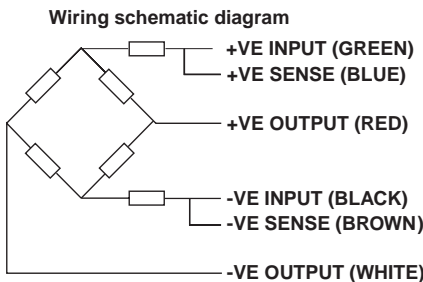 Wiring schematic diagram
+VE INPUT (GREEN)
+VE SENSE (BLUE)
+VE OUTPUT (RED)
-VE INPUT (BLACK)
-VE SENSE (BROWN)
-VE OUTPUT (WHITE)